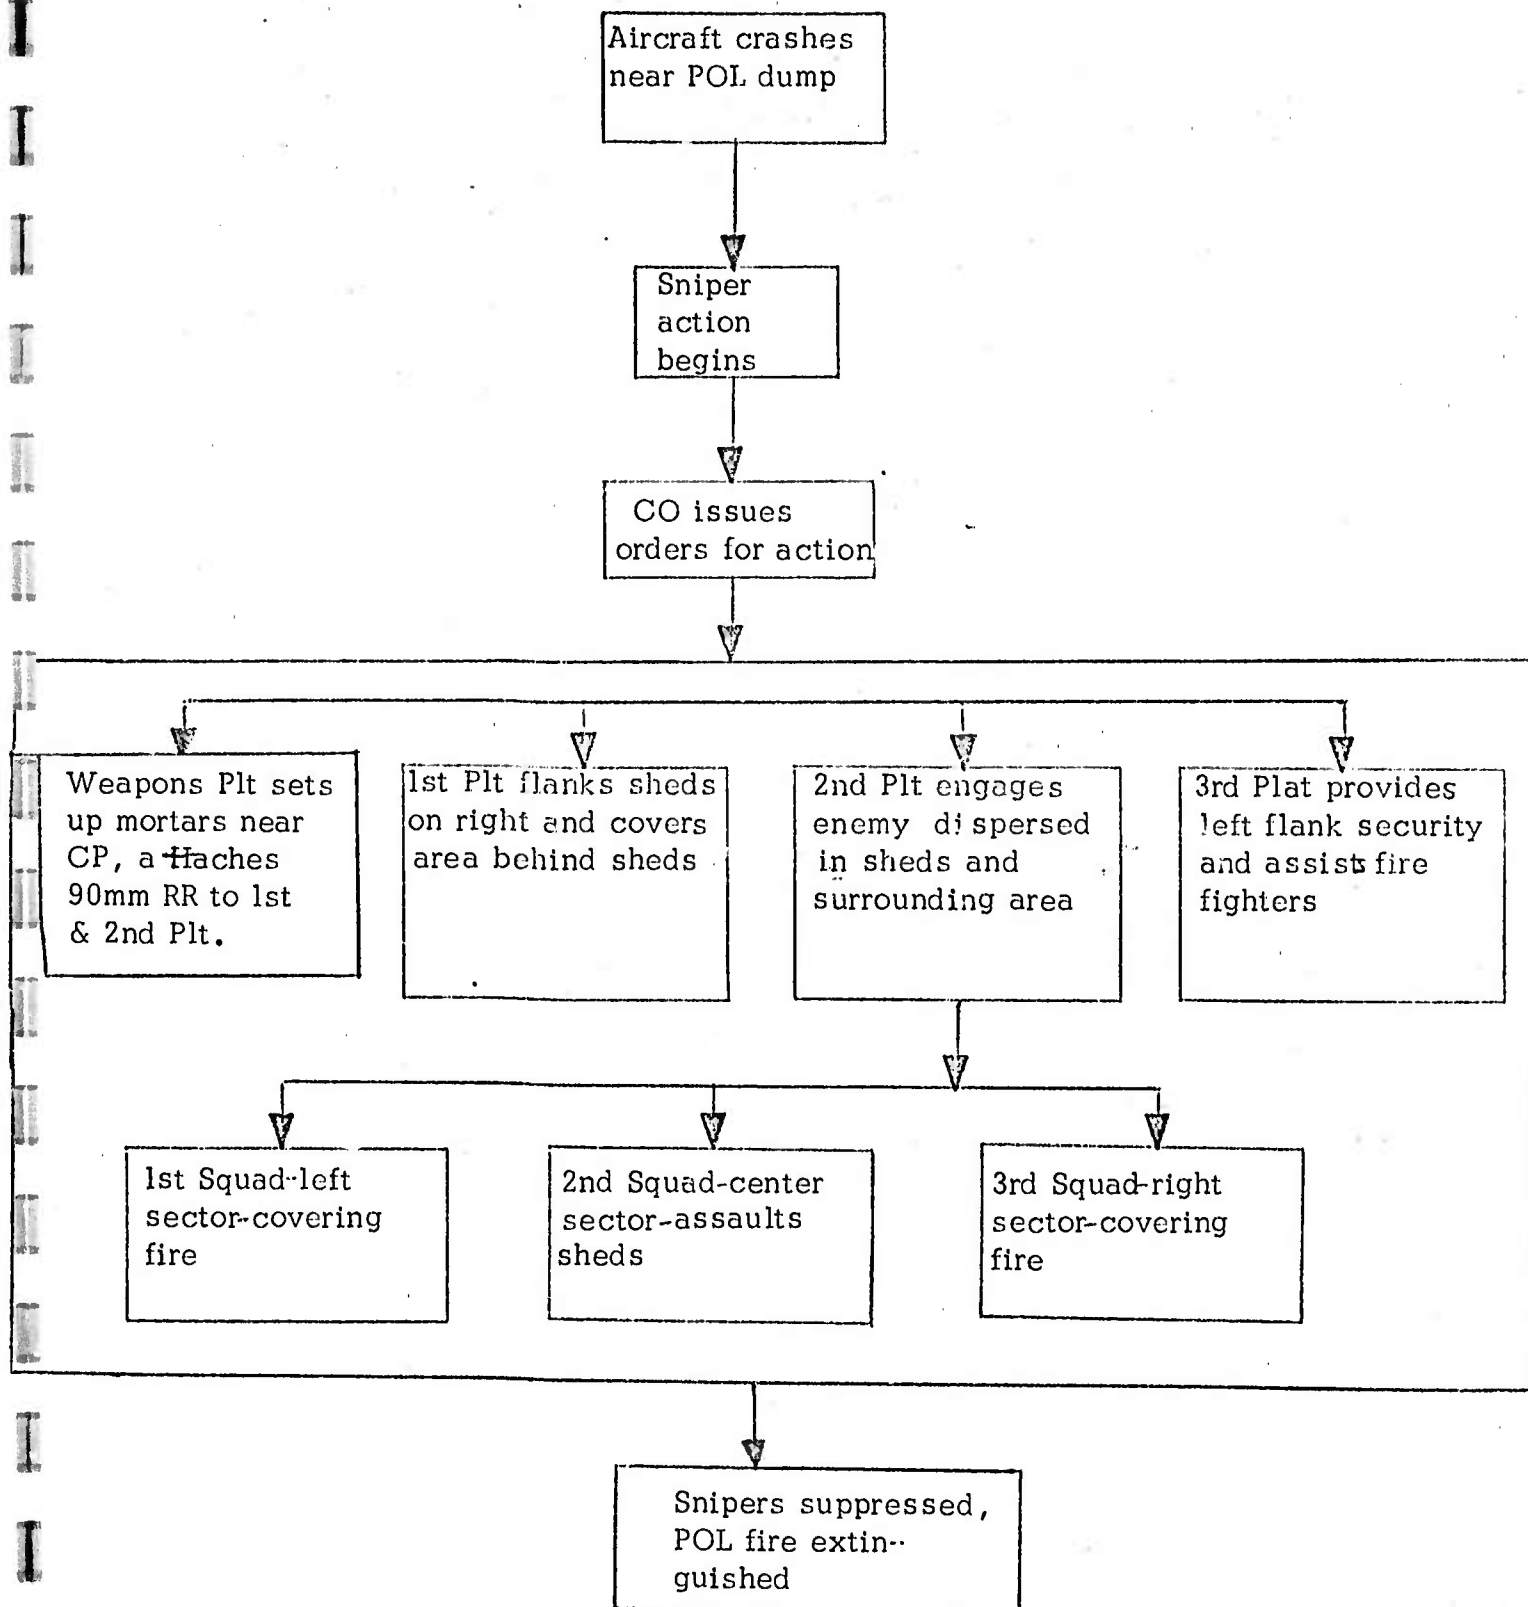 Aircraft crashes
near POL dump
Sniper
action
begins
CO issues
orders for action
Weapons Plt sets
up mortars near
CP, attaches
90mm RR to 1st
& 2nd Plt.
1st Plt flanks sheds
on right and covers
area behind sheds
2nd Plt engages
enemy dispersed
in sheds and
surrounding area
3rd Plat provides
left flank security
and assists fire
fighters
1st Squad-left
sector-covering
fire
2nd Squad-center
sector-assaults
sheds
3rd Squad-right
sector-covering
fire
Snipers suppressed,
POL fire extin-
guished